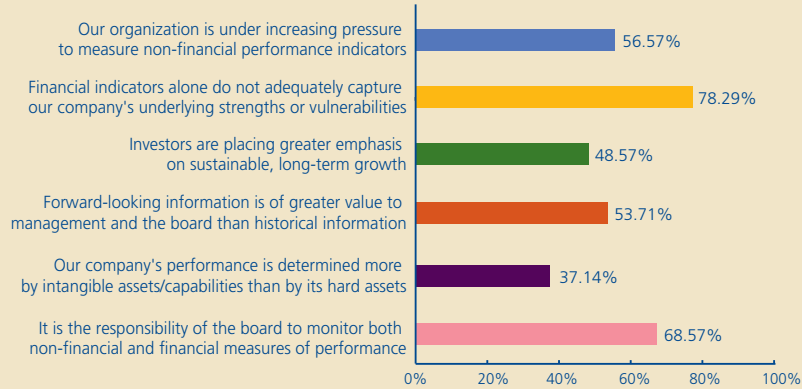 Our organization is under increasing pressure
to measure non-financial performance indicators
56.57%
Financial indicators alone do not adequately capture
our company's underlying strengths or vulnerabilities
78.29%
Investors are placing greater emphasis
on sustainable, long-term growth
48.57%
Forward-looking information is of greater value to
management and the board than historical information
53.71%
Our company's performance is determined more
by intangible assets/capabilities than by its hard assets
37.14%
It is the responsibility of the board to monitor both
non-financial and financial measures of performance
68.57%
0% 20% 40% 60% 80% 100%